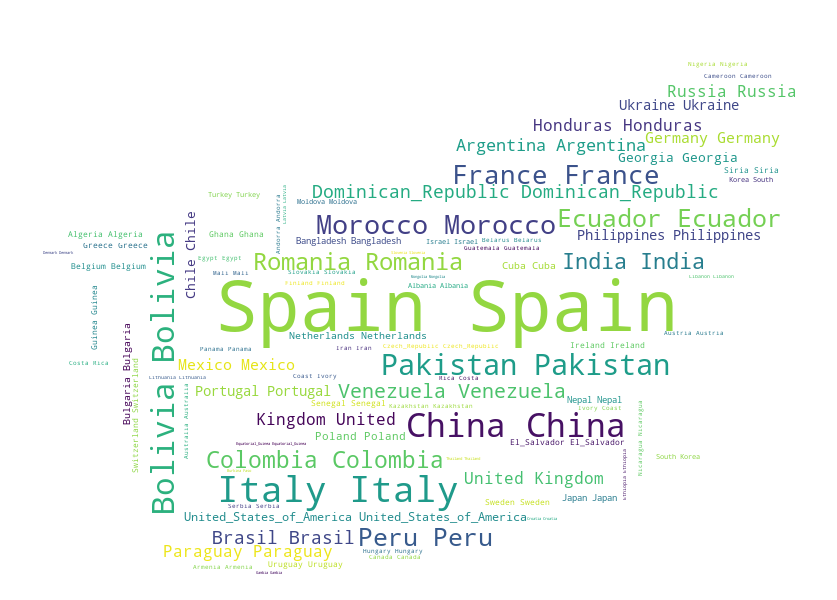 Nigeria Nigeria
Cameroon Cameroon
Russia Russia
Ukraine Ukraine
Honduras Honduras
Germany Germany
Argentina Argentina
Georgia Georgia
France France
Siria Siria
Korea South
Dominican_Republic Dominican_Republic
Turkey Turkey
Andorra Andorra
Latvia Latvia
Moldova Moldova
Morocco Morocco
Ecuador Ecuador
Chile Chile
Algeria Algeria
Ghana Ghana
Philippines Philippines
Greece Greece
Bangladesh Bangladesh
Israel Israel
Belarus Belarus
Guatemala Guatemala
Denmark Denmark
Egypt Egypt
Romania Romania
India India
Belgium Belgium
Mali Mali
Slovakia Slovakia
Cuba Cuba
Lebanon Lebanon
Finland Finland
Albania Albania
Guinea Guinea
Bolivia Bolivia
Spain Spain
Netherlands Netherlands
Austria Austria
Panama Panama
Iran Iran
Czech_Republic Czech_Republic
Ireland Ireland
Costa Rica
Mexico Mexico
Pakistan Pakistan
Bulgaria Bulgaria
Lithuania Lithuania
Coast Ivory
Rica Costa
Switzerland Switzerland
Australia Australia
Portugal Portugal
Venezuela Venezuela
Senegal Senegal
Kazakhstan Kazakhstan
Nepal Nepal
Ivory Coast
Nicaragua Nicaragua
Kingdom United
China China
Poland Poland
Equatorial_Guinea Equatorial_Guinea
El_Salvador El_Salvador
Colombia Colombia
South Korea
Ethiopia Ethiopia
Italy Italy
United Kingdom
Serbia Serbia
Sweden Sweden
Japan Japan
United_States_of_America United_States_of_America
Croatia Croatia
Brasil Brasil
Peru Peru
Paraguay Paraguay
Hungary Hungary
Canada Canada
Armenia Armenia
Uruguay Uruguay